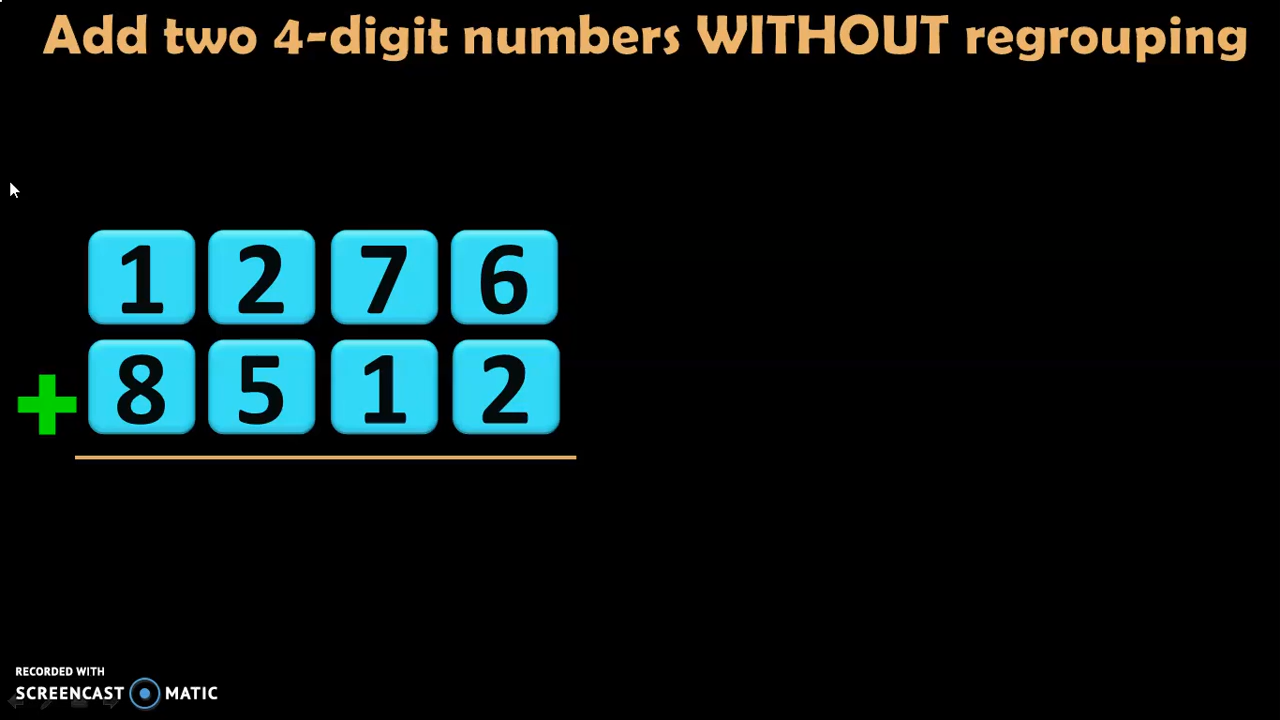 Add two 4-digit numbers WITHOUT regrouping
1 2 7 6
+ 8 5 1 2
RECORDED WITH
SCREENCAST MATIC